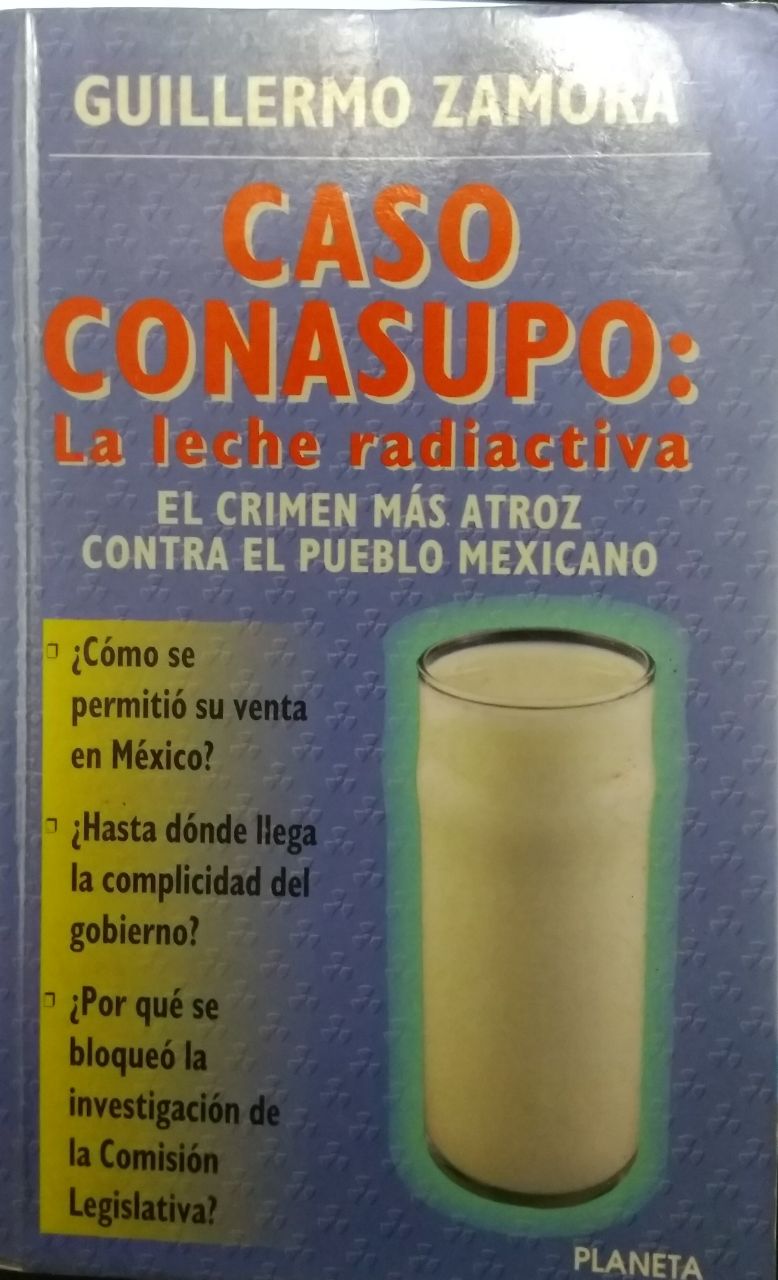 GUILLERMO ZAMORA
CASO
CONASUPO:
La leche radiactiva
EL CRIMEN MÁS ATROZ
CONTRA EL PUEBLO MEXICANO
¿Cómo se
permitió su venta
en México?
¿Hasta dónde llega
la complicidad del
gobierno?
¿Por qué se
bloqueó la
investigación de
la Comisión
Legislativa?
PLANETA